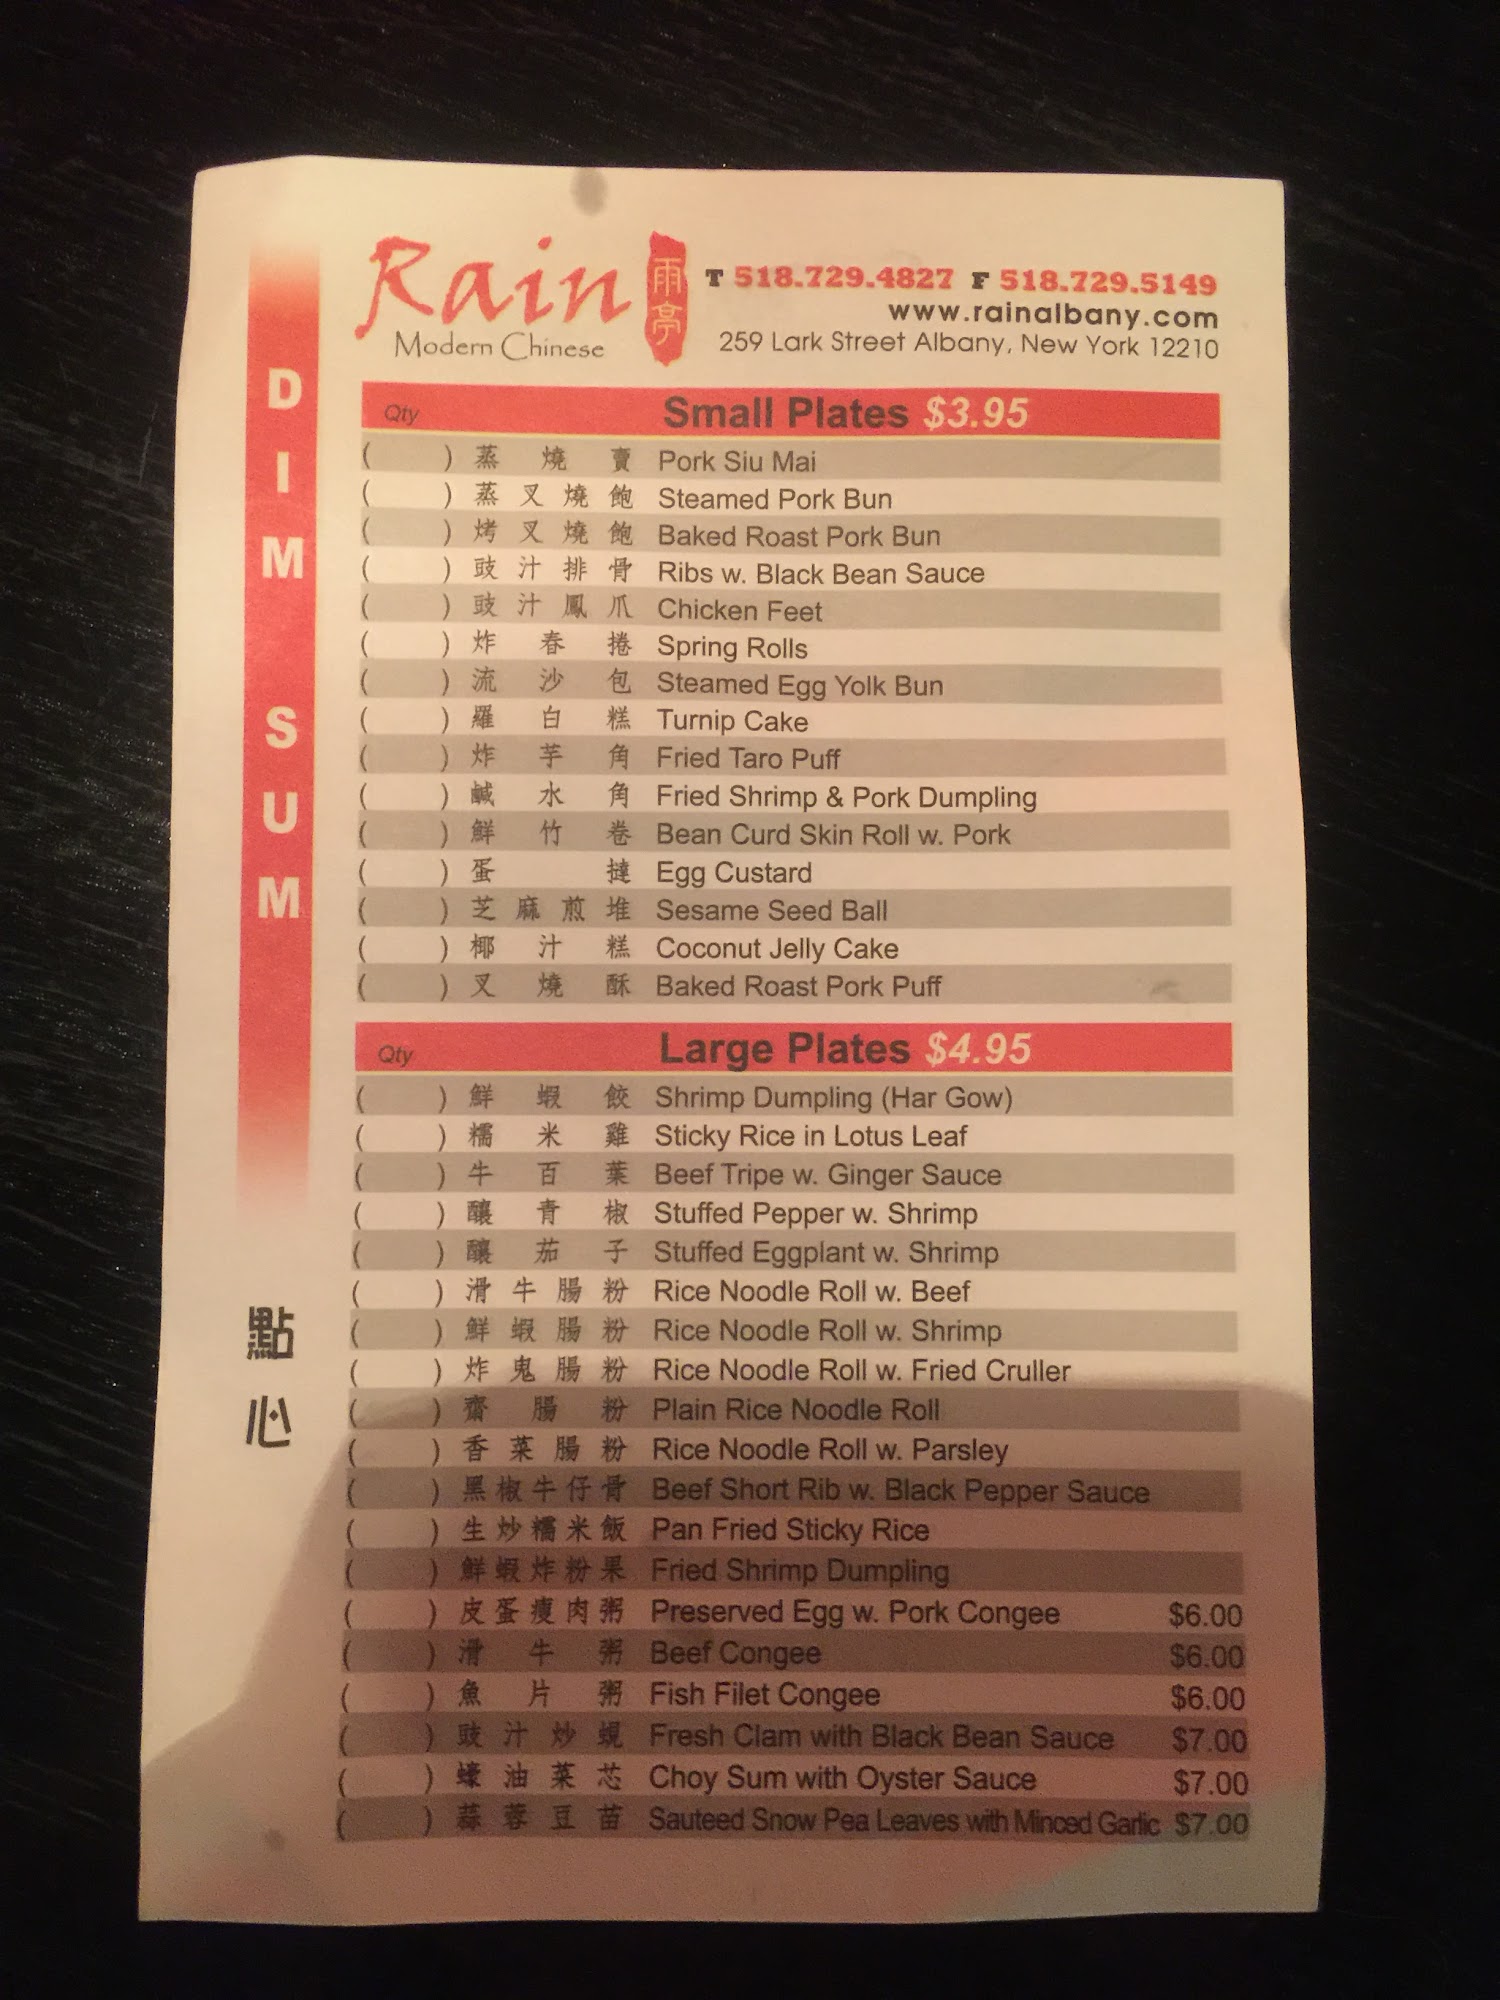 Rain 雨亭
Modern Chinese
T 518.729.4827 F 518.729.5149
www.rainalbany.com
259 Lark Street Albany, New York 12210
DIM SUM
點心
Qty Small Plates $3.95
( ) 蒸燒賣 Pork Siu Mai
( ) 蒸叉燒飽 Steamed Pork Bun
( ) 烤叉燒飽 Baked Roast Pork Bun
( ) 豉汁排骨 Ribs w. Black Bean Sauce
( ) 豉汁鳳爪 Chicken Feet
( ) 炸春捲 Spring Rolls
( ) 流沙包 Steamed Egg Yolk Bun
( ) 羅白糕 Turnip Cake
( ) 炸芋角 Fried Taro Puff
( ) 鹹水角 Fried Shrimp & Pork Dumpling
( ) 鮮竹卷 Bean Curd Skin Roll w. Pork
( ) 蛋撻 Egg Custard
( ) 芝麻煎堆 Sesame Seed Ball
( ) 椰汁糕 Coconut Jelly Cake
( ) 叉燒酥 Baked Roast Pork Puff
Qty Large Plates $4.95
( ) 鮮蝦餃 Shrimp Dumpling (Har Gow)
( ) 糯米雞 Sticky Rice in Lotus Leaf
( ) 牛百葉 Beef Tripe w. Ginger Sauce
( ) 釀青椒 Stuffed Pepper w. Shrimp
( ) 釀茄子 Stuffed Eggplant w. Shrimp
( ) 滑牛腸粉 Rice Noodle Roll w. Beef
( ) 鮮蝦腸粉 Rice Noodle Roll w. Shrimp
( ) 炸鬼腸粉 Rice Noodle Roll w. Fried Cruller
( ) 齋腸粉 Plain Rice Noodle Roll
( ) 香菜腸粉 Rice Noodle Roll w. Parsley
( ) 黑椒牛仔骨 Beef Short Rib w. Black Pepper Sauce
( ) 生炒糯米飯 Pan Fried Sticky Rice
( ) 鮮蝦炸粉果 Fried Shrimp Dumpling
( ) 皮蛋瘦肉粥 Preserved Egg w. Pork Congee $6.00
( ) 滑牛粥 Beef Congee $6.00
( ) 魚片粥 Fish Filet Congee $6.00
( ) 豉汁炒蜆 Fresh Clam with Black Bean Sauce $7.00
( ) 蠔油菜芯 Choy Sum with Oyster Sauce $7.00
( ) 蒜蓉豆苗 Sauteed Snow Pea Leaves with Minced Garlic $7.00